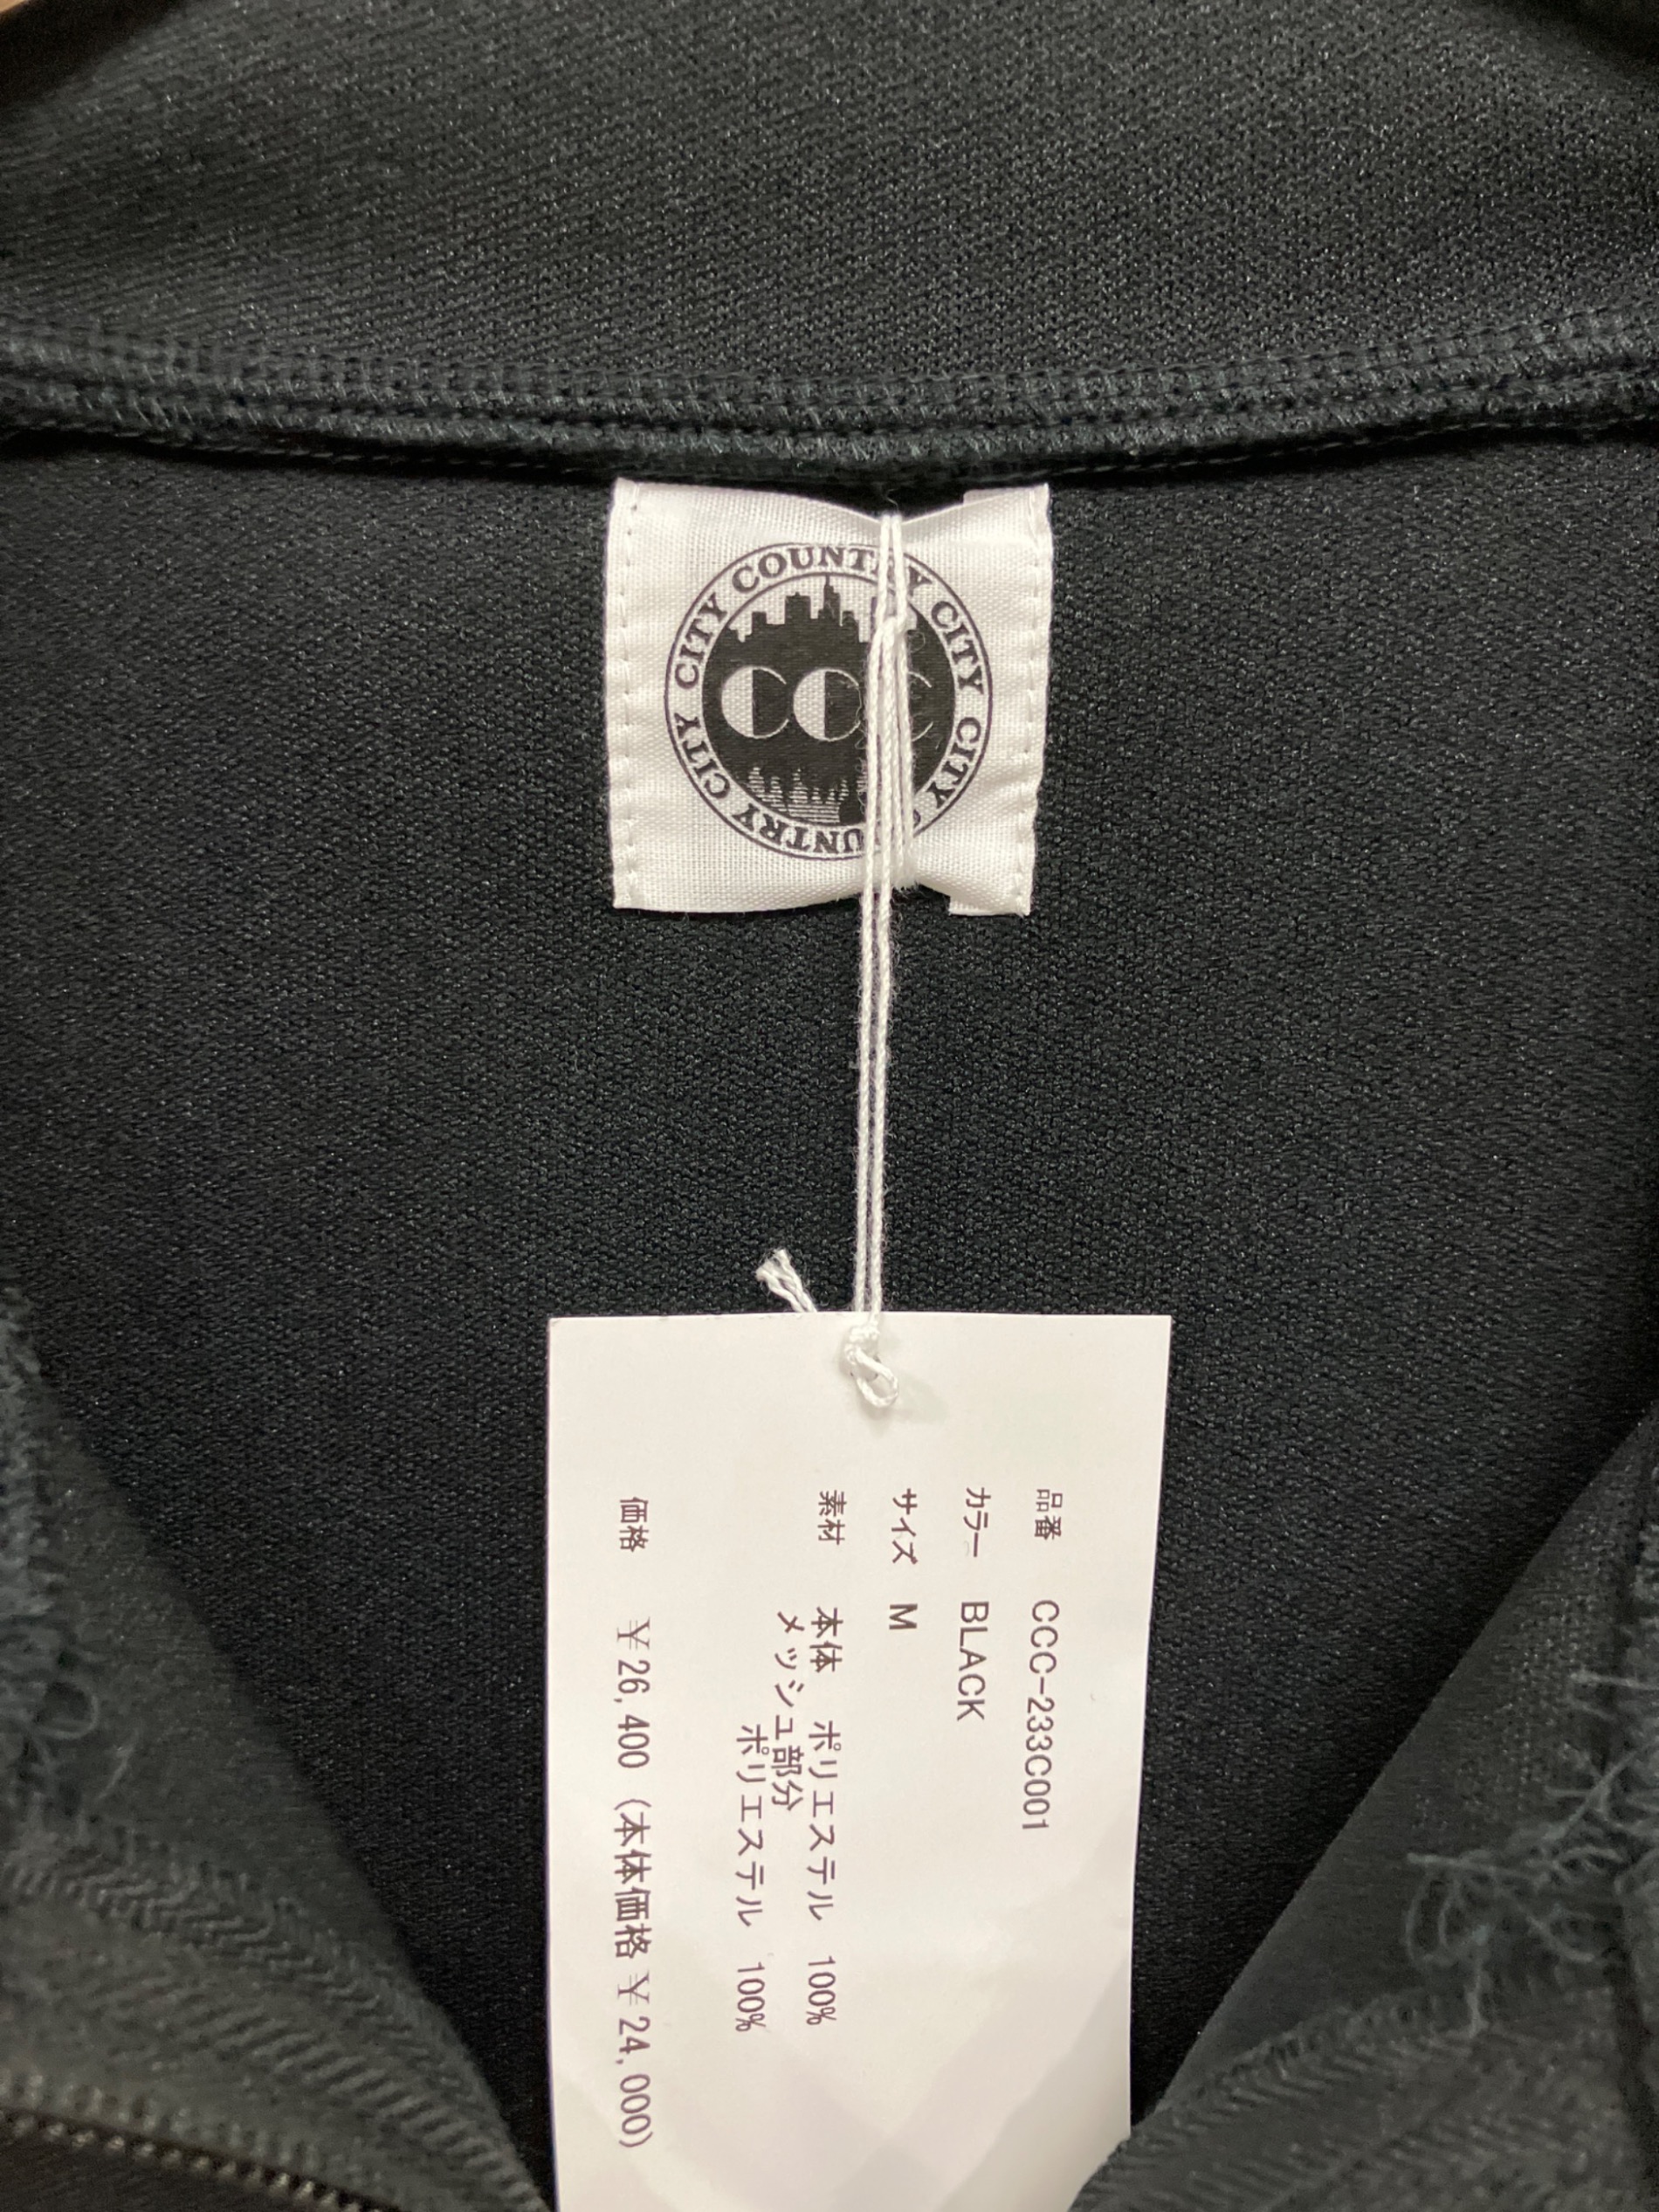 CITY COUNTRY CITY
CITY COUNTRY CITY
CCC
品番 CCC-233C001
カラー BLACK
サイズ M
素材 本体 ポリエステル 100%
メッシュ部分
ポリエステル 100%
価格 ¥26,400 (本体価格 ¥24,000)